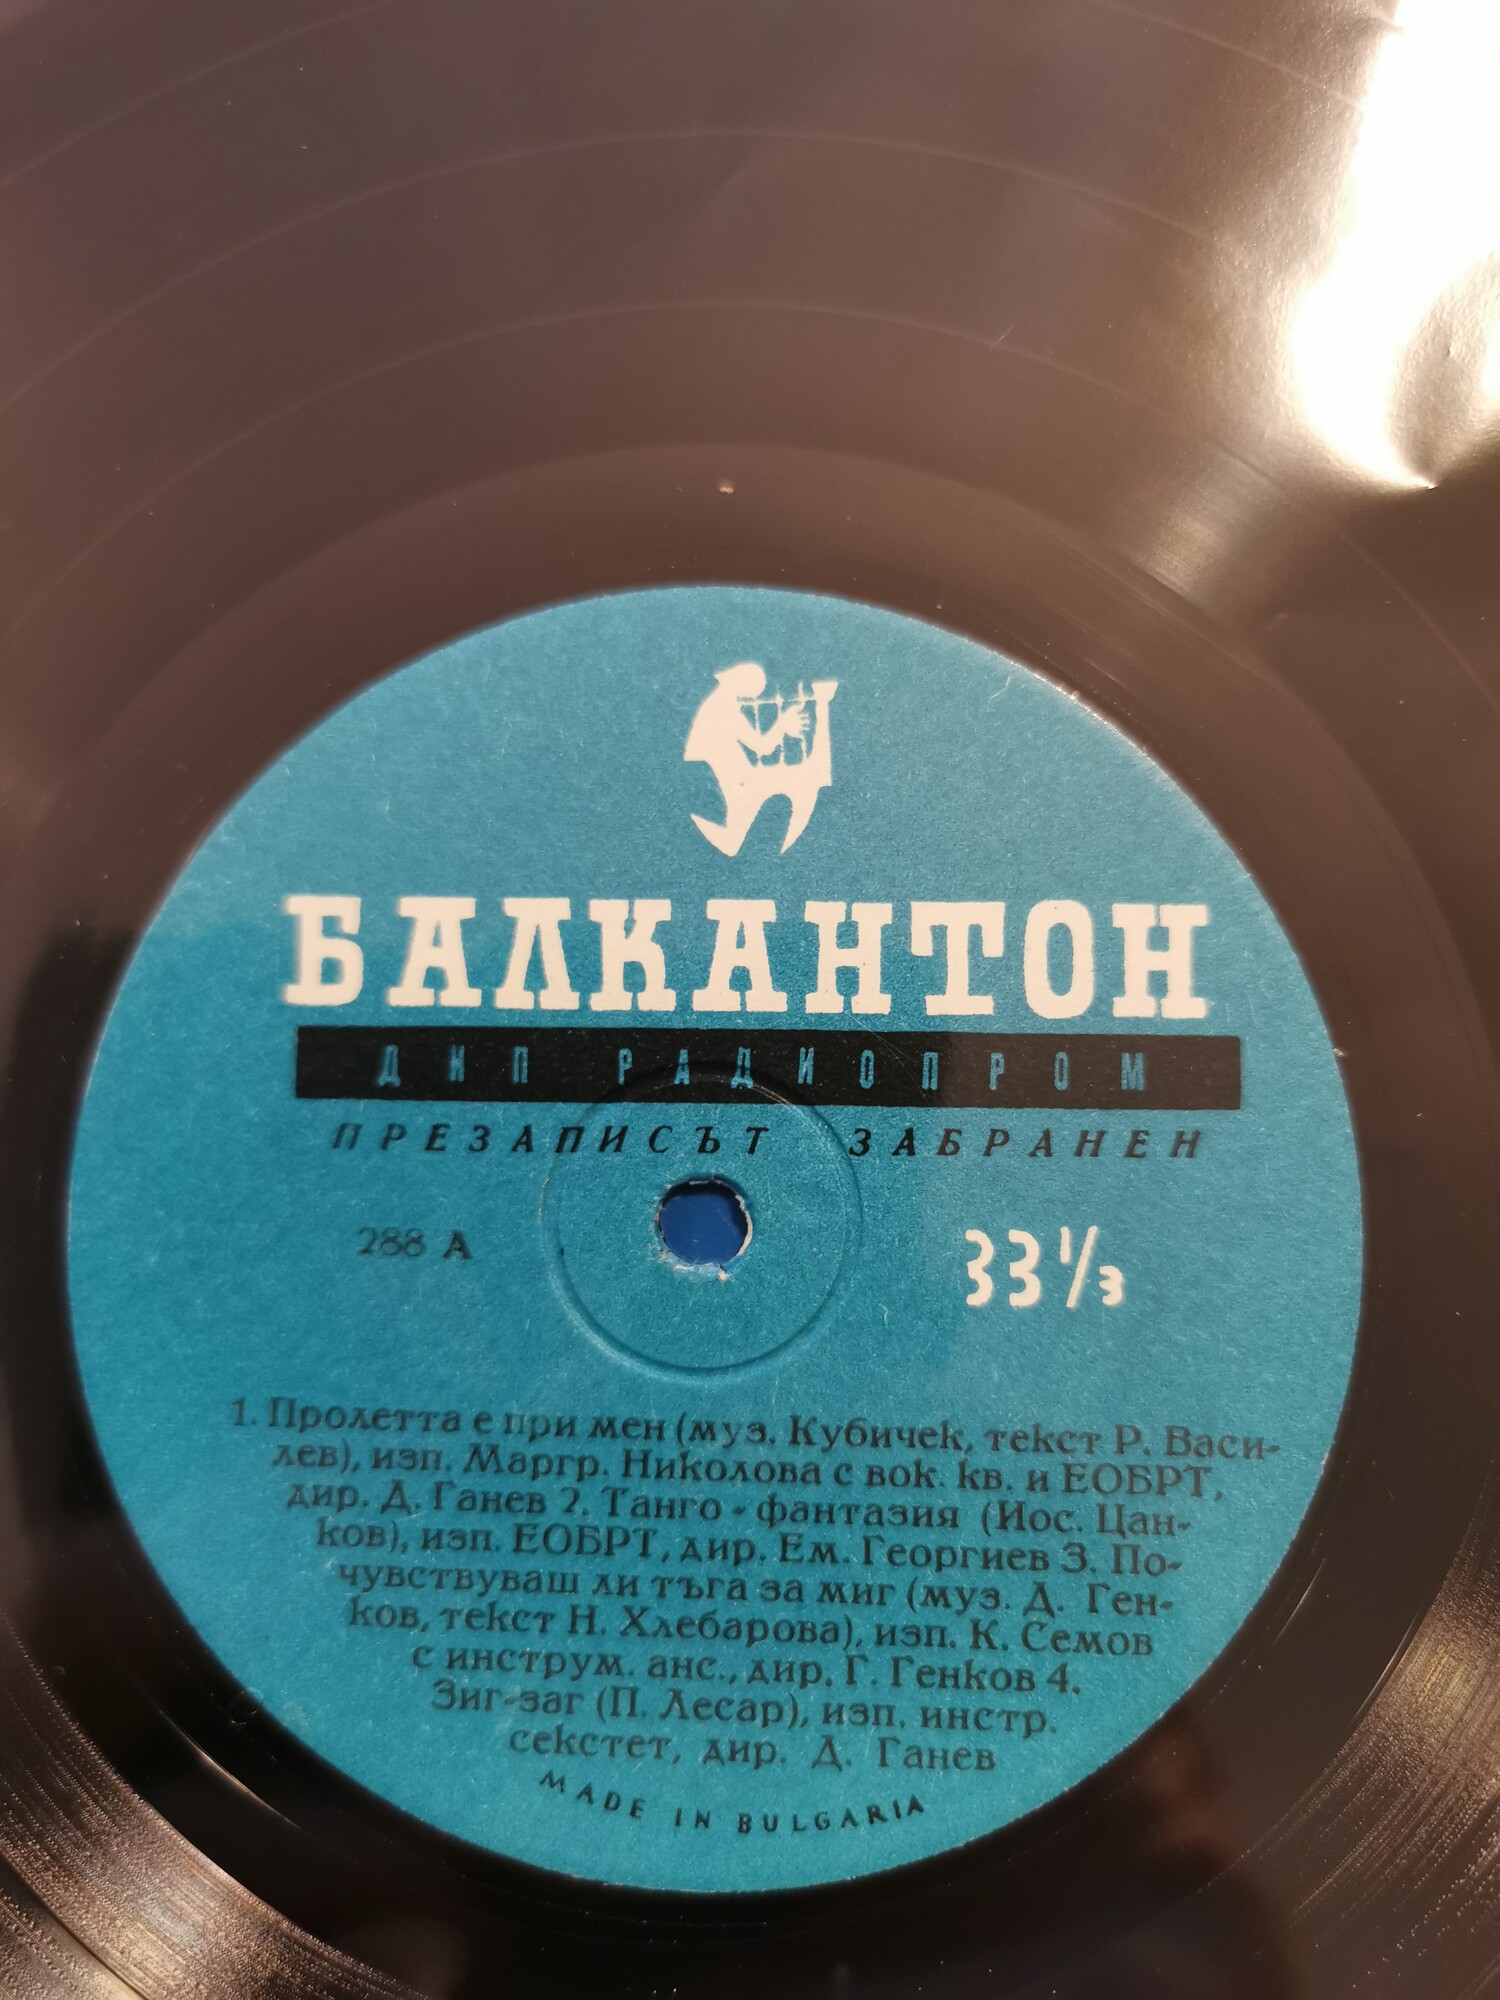 БАЛКАНТОН
ДИП РАДИОПРОМ
ПРЕЗАПИСЪТ ЗАБРАНЕН
288 А
33 1/3
1. Пролетта е при мен (муз. Кубичек, текст Р. Васи-
лев), изп. Маргр. Николова с вок. кв. и ЕОБРТ,
дир. Д. Ганев 2. Танго - фантазия (Иос. Цан-
ков), изп. ЕОБРТ, дир. Ем. Георгиев 3. По-
чувствуваш ли тъга за миг (муз. Д. Ген-
ков, текст Н. Хлебарова), изп. К. Семов
с инструм. анс., дир. Г. Генков 4.
Зиг-заг (П. Лесар), изп. инстр.
секстет, дир. Д. Ганев
MADE IN BULGARIA